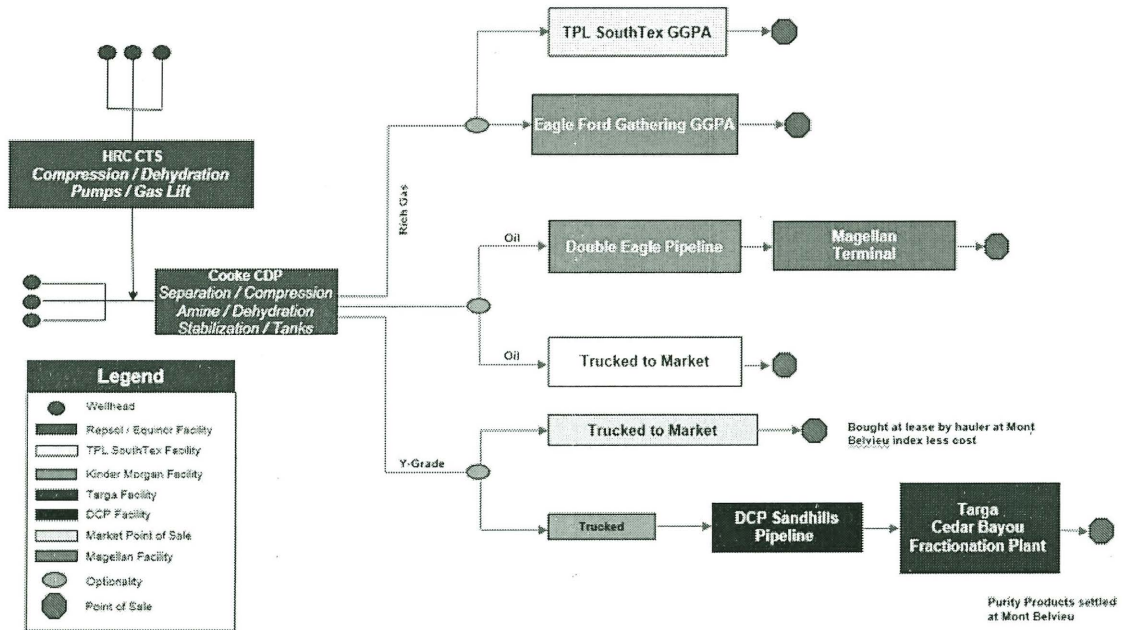 TPL SouthTex GGPA
Eagle Ford Gathering GGPA
HRC CTS
Compression / Dehydration
Pumps / Gas Lift
Rich Gas
Oil
Double Eagle Pipeline
Magellan
Terminal
Cooke CDP
Separation / Compression
Amine / Dehydration
Stabilization / Tanks
Oil
Trucked to Market
Legend
Wellhead
Repsol / Equinor Facility
TPL SouthTex Facility
Kinder Morgan Facility
Targa Facility
DCP Facility
Market Point of Sale
Magellan Facility
Optionality
Point of Sale
Y-Grade
Trucked to Market
Bought at lease by hauler at Mont
Belvieu index less cost
Trucked
DCP Sandhills
Pipeline
Targa
Cedar Bayou
Fractionation Plant
Purity Products settled
at Mont Belvieu